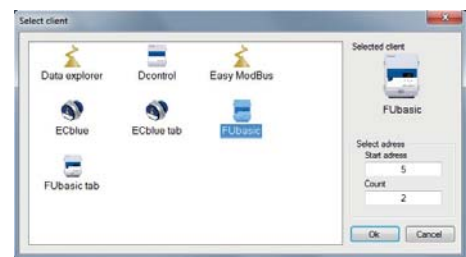 Select client
Data explorer
Dcontrol
Easy ModBus
ECblue
ECblue tab
FUbasic
FUbasic tab
Selected client
FUbasic
Select adress
Start adress
5
Count
2
Ok
Cancel